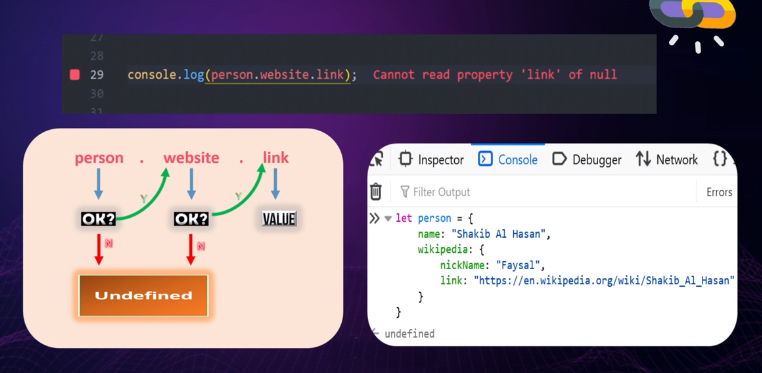 27
28
29 console.log(person.website.link); Cannot read property 'link' of null
30
31
person . website . link
Y Y
OK? OK? VALUE
N N
Undefined
Inspector Console Debugger Network {}
Filter Output Errors
>> let person = {
name: "Shakib Al Hasan",
wikipedia: {
nickName: "Faysal",
link: "https://en.wikipedia.org/wiki/Shakib_Al_Hasan"
}
}
← undefined